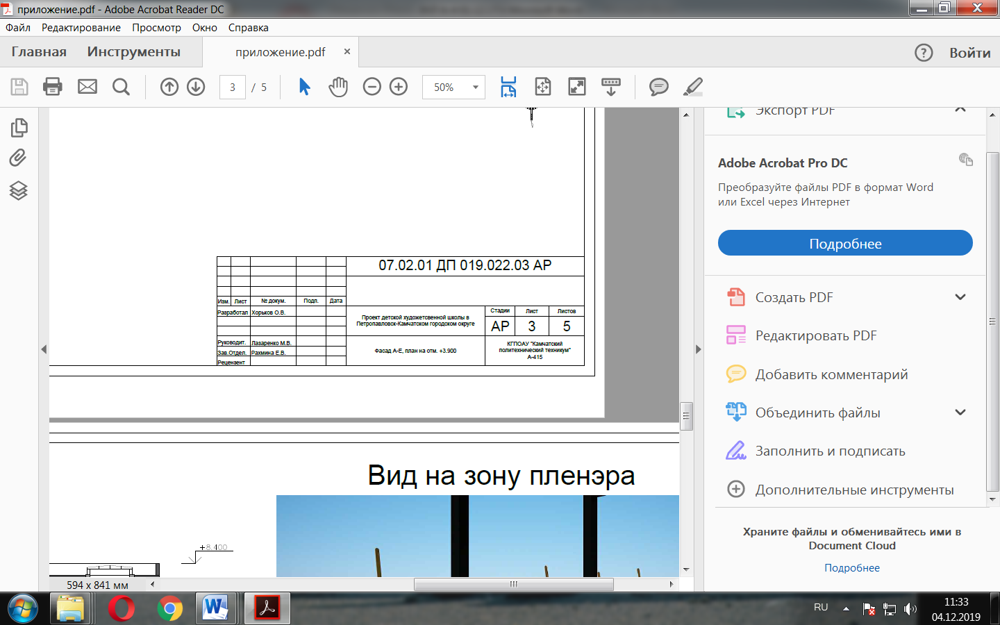 приложение.pdf - Adobe Acrobat Reader DC
Файл Редактирование Просмотр Окно Справка
Главная Инструменты приложение.pdf × ? Войти
3 / 5 50%
Экспорт PDF
Adobe Acrobat Pro DC
Преобразуйте файлы PDF в формат Word
или Excel через Интернет
Подробнее
Создать PDF
Редактировать PDF
Добавить комментарий
Объединить файлы
Заполнить и подписать
Дополнительные инструменты
Храните файлы и обменивайтесь ими в
Document Cloud
Подробнее
07.02.01 ДП 019.022.03 АР
Изм. Лист № докум. Подп. Дата
Разработал Хорьков О.В.
Руководит. Лазаренко М.В.
Зав.Отдел. Рахмина Е.В.
Рецензент
Проект детской художетсвенной школы в
Петропавловск-Камчатском городском округе
Стадии Лист Листов
АР 3 5
Фасад А-Е, план на отм. +3.900
КГПОАУ "Камчатский
политехнический техникум"
А-415
Вид на зону пленэра
+8.400
594 x 841 мм
RU
11:33
04.12.2019